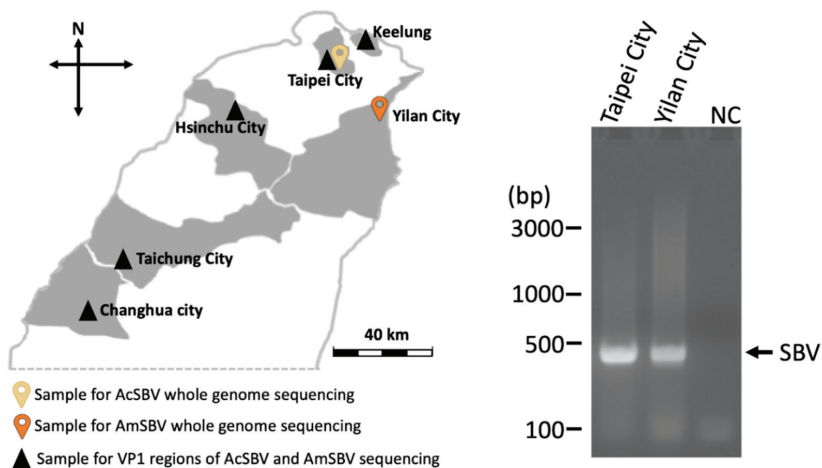 N
Keelung
Taipei City
Hsinchu City
Yilan City
Taichung City
Changhua city
40 km
Sample for AcSBV whole genome sequencing
Sample for AmSBV whole genome sequencing
Sample for VP1 regions of AcSBV and AmSBV sequencing
Taipei City
Yilan City
NC
(bp)
3000
1000
500
SBV
100